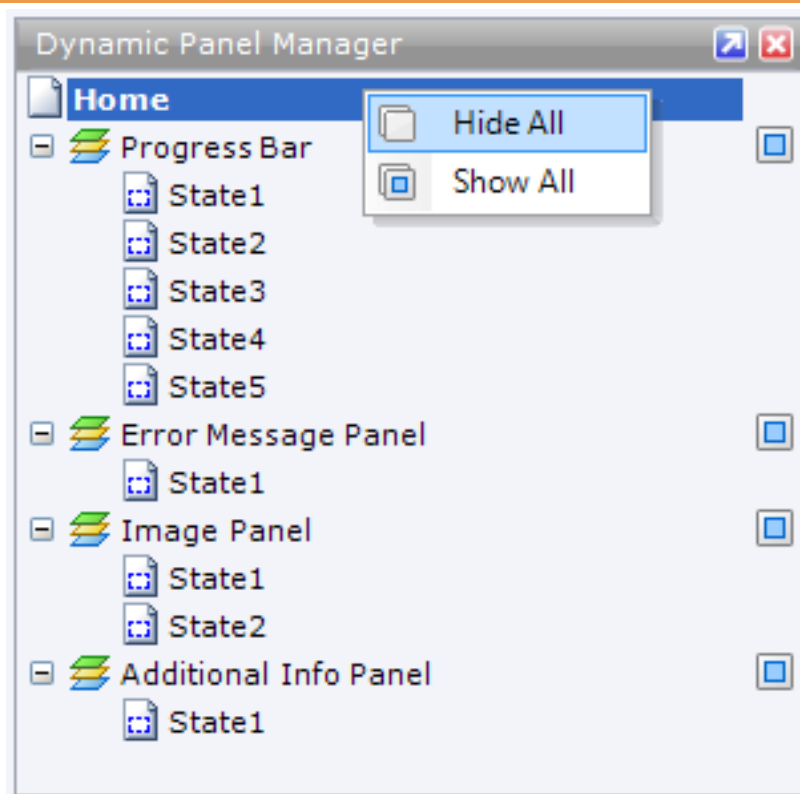 Dynamic Panel Manager
Home
Hide All
Show All
Progress Bar
State1
State2
State3
State4
State5
Error Message Panel
State1
Image Panel
State1
State2
Additional Info Panel
State1